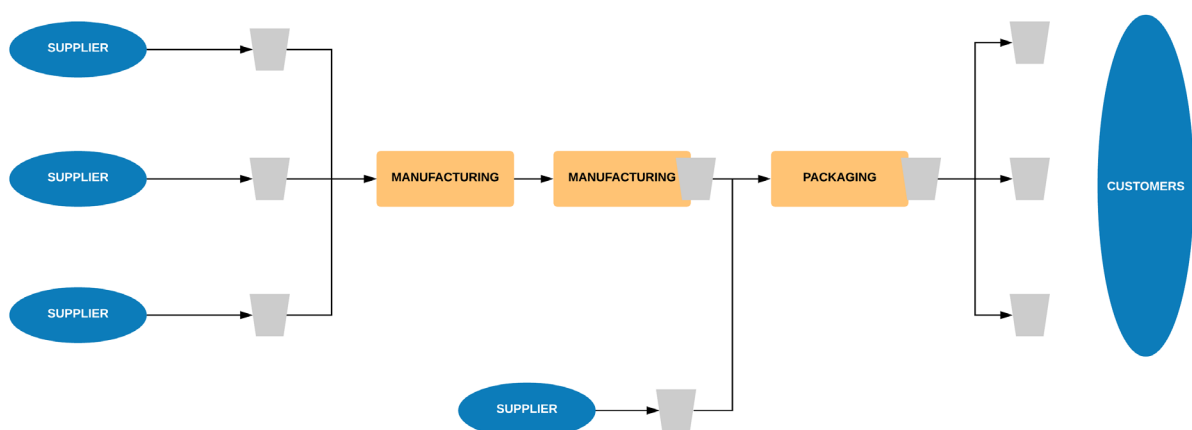 SUPPLIER
SUPPLIER
MANUFACTURING
MANUFACTURING
PACKAGING
CUSTOMERS
SUPPLIER
SUPPLIER